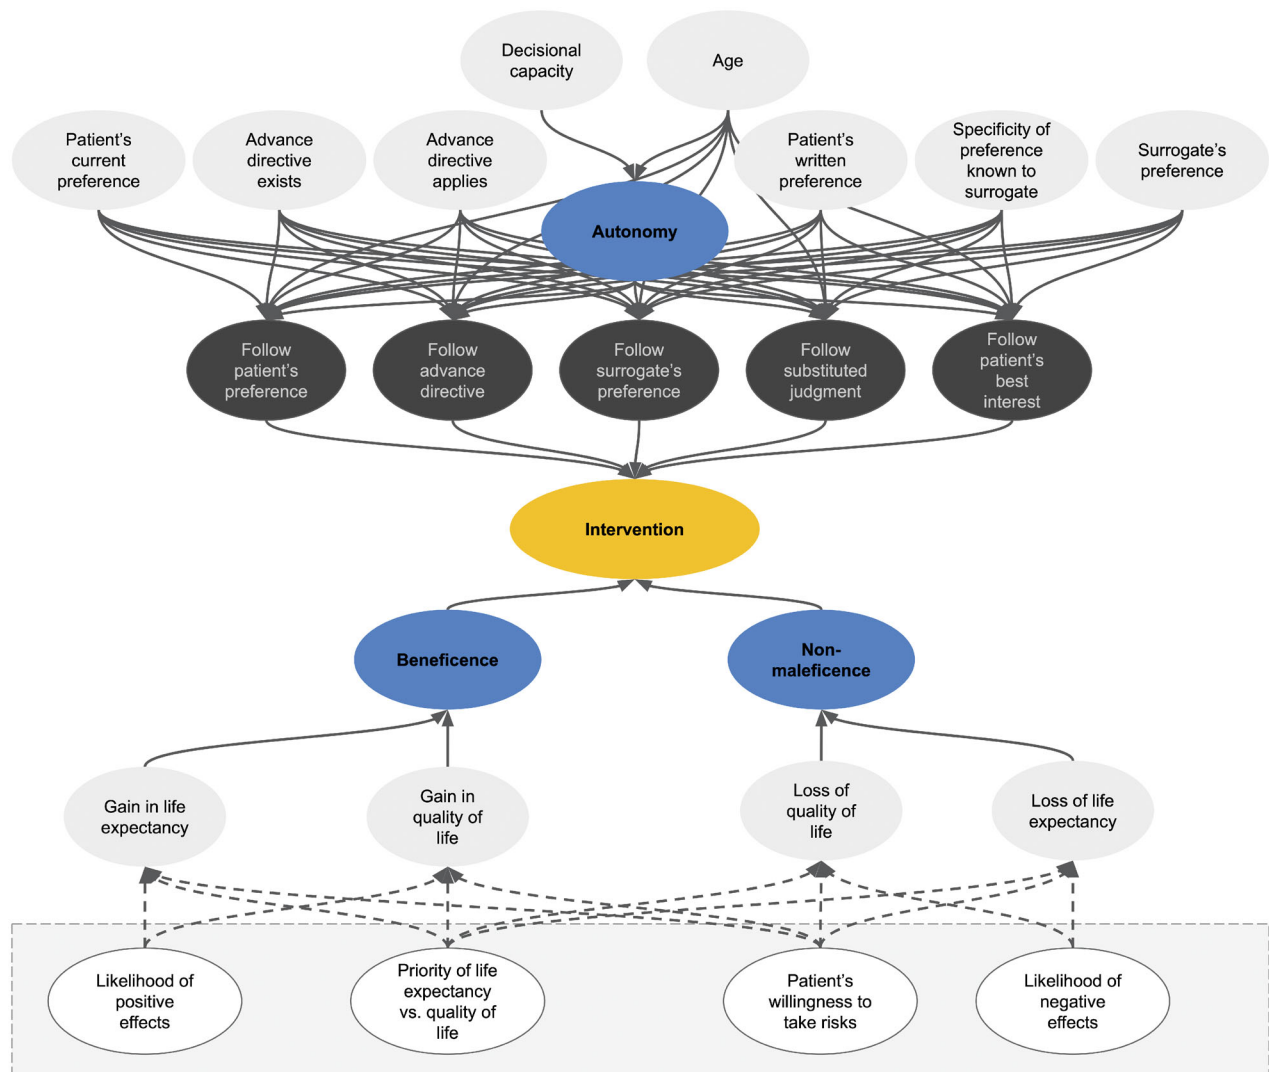 Decisional
capacity
Age
Patient's
current
preference
Advance
directive
exists
Advance
directive
applies
Patient's
written
preference
Specificity of
preference
known to
surrogate
Surrogate's
preference
Autonomy
Follow
patient's
preference
Follow
advance
directive
Follow
surrogate's
preference
Follow
substituted
judgment
Follow
patient's
best
interest
Intervention
Beneficence
Non-
maleficence
Gain in life
expectancy
Gain in
quality of
life
Loss of
quality of
life
Loss of life
expectancy
Likelihood of
positive
effects
Priority of life
expectancy
vs. quality of
life
Patient's
willingness to
take risks
Likelihood of
negative
effects